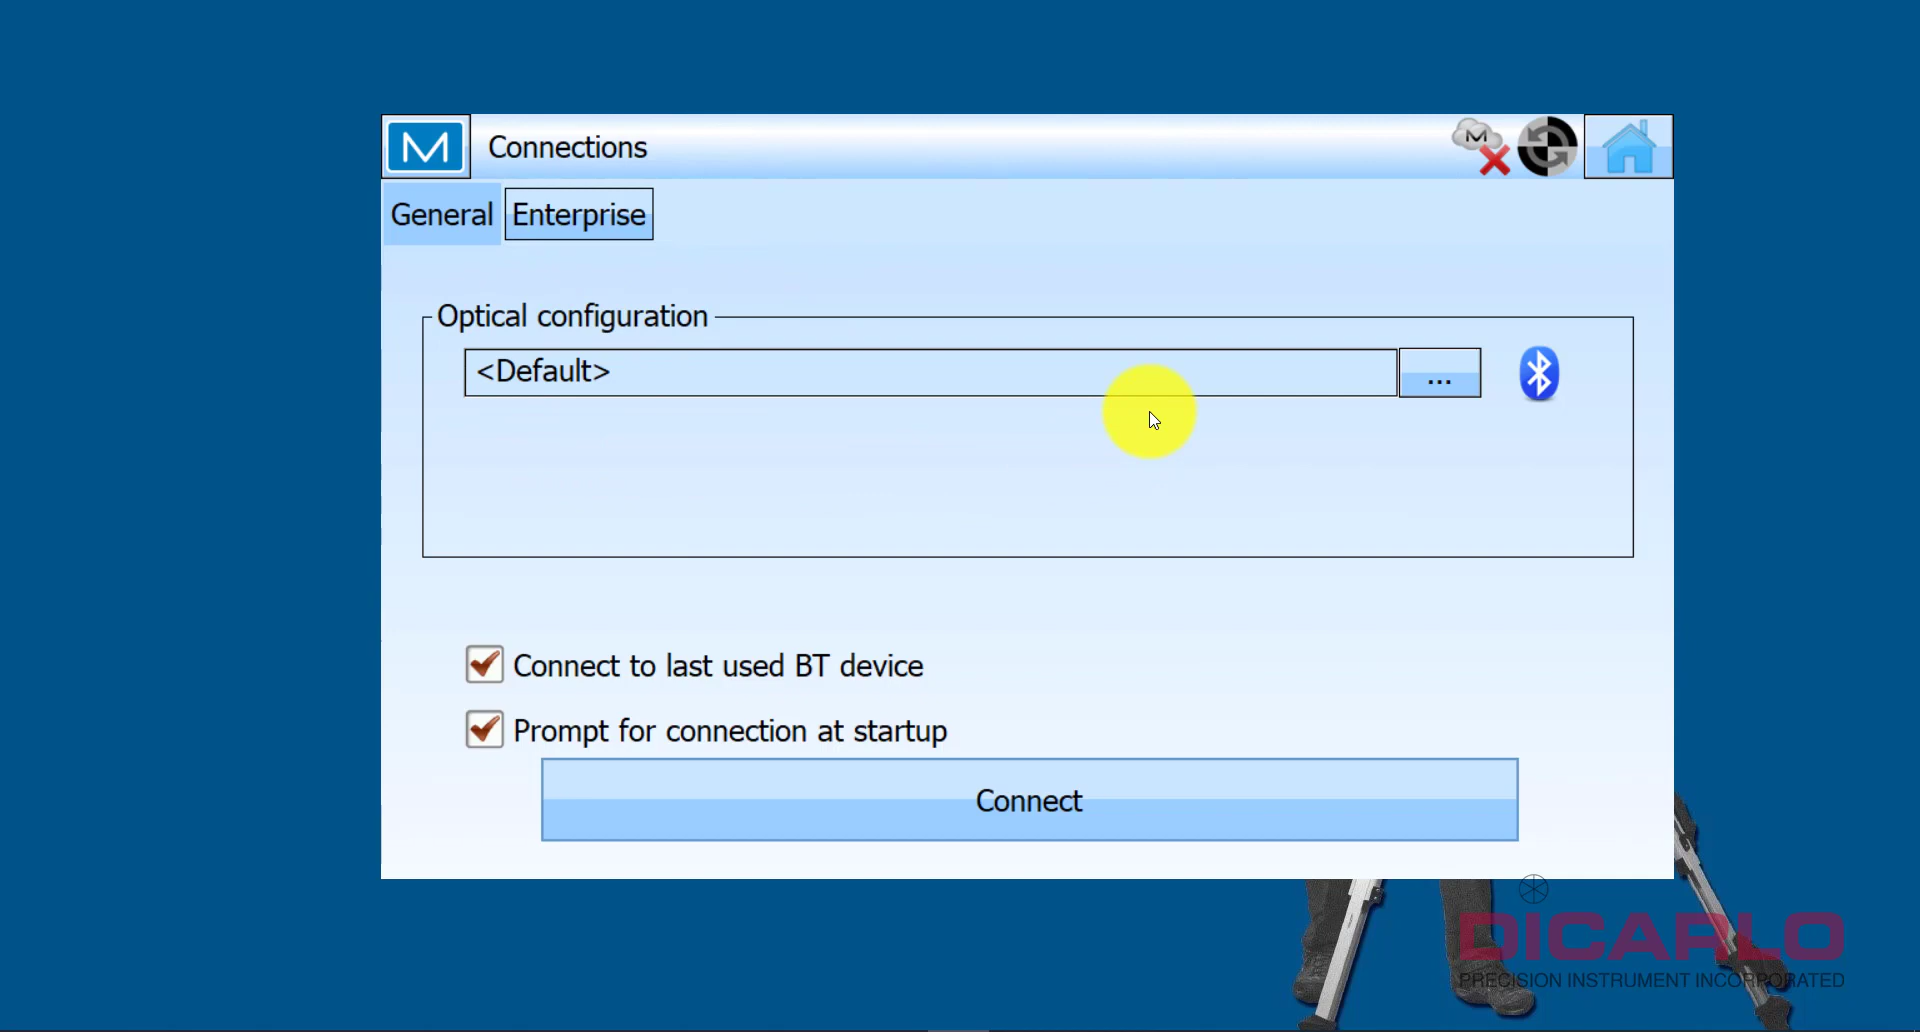 Connections
General Enterprise
Optical configuration
<Default> ...
Connect to last used BT device
Prompt for connection at startup
Connect
DICARLO
PRECISION INSTRUMENT INCORPORATED